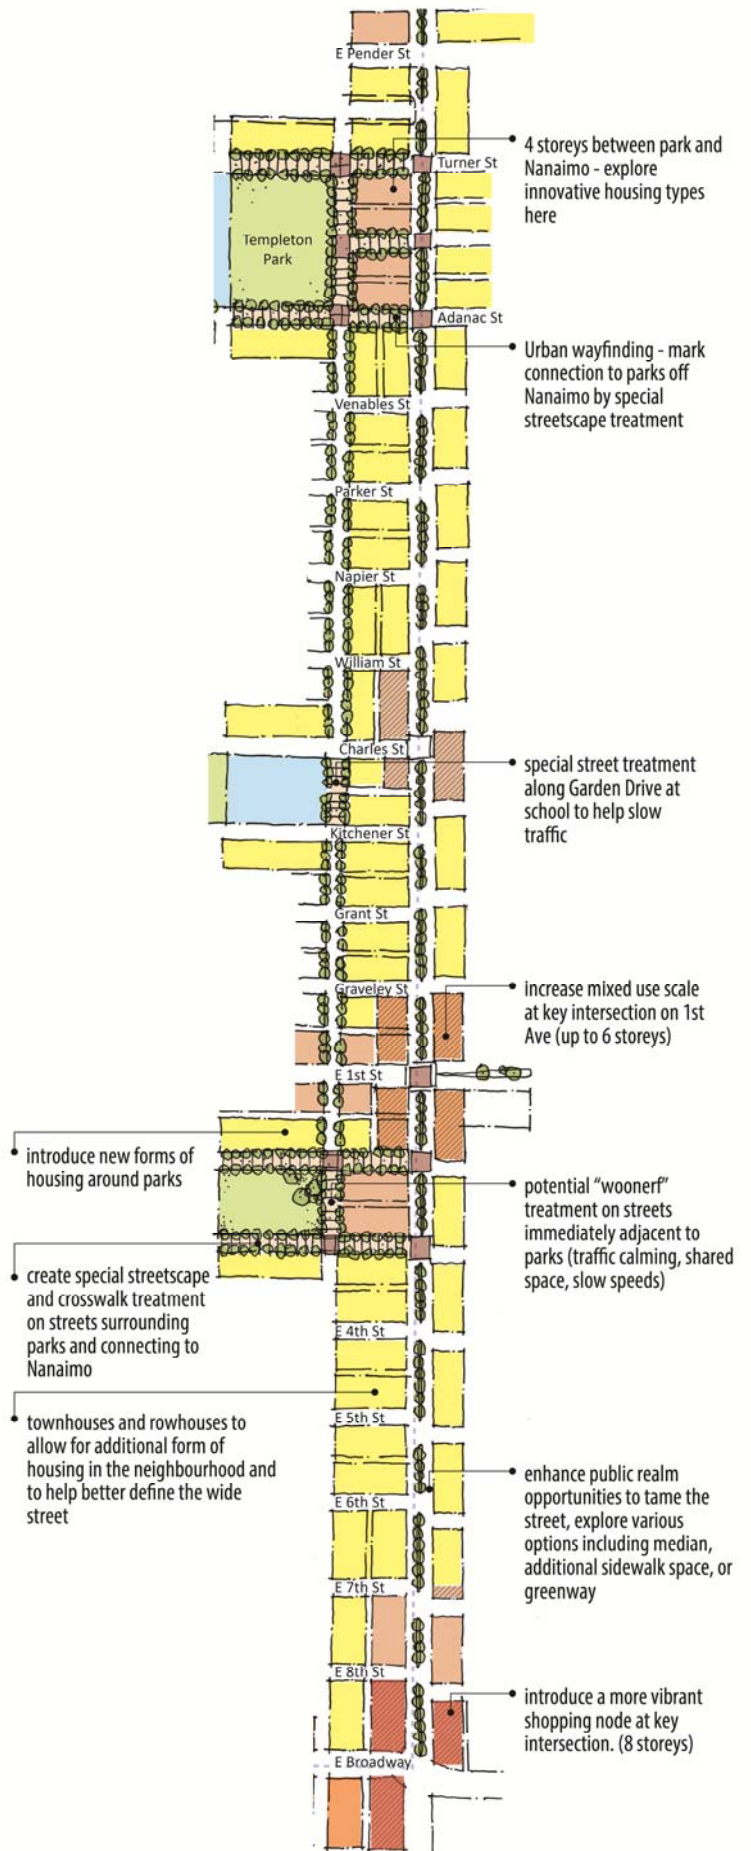 E Pender St
4 storeys between park and
Nanaimo - explore
innovative housing types
here
Turner St
Templeton
Park
Adanac St
Urban wayfinding - mark
connection to parks off
Nanaimo by special
streetscape treatment
Venables St
Parker St
Napier St
William St
Charles St
special street treatment
along Garden Drive at
school to help slow
traffic
Kitchener St
Grant St
Graveley St
increase mixed use scale
at key intersection on 1st
Ave (up to 6 storeys)
E 1st St
introduce new forms of
housing around parks
potential “woonerf”
treatment on streets
immediately adjacent to
parks (traffic calming, shared
space, slow speeds)
create special streetscape
and crosswalk treatment
on streets surrounding
parks and connecting to
Nanaimo
E 4th St
townhouses and rowhouses to
allow for additional form of
housing in the neighbourhood and
to help better define the wide
street
E 5th St
enhance public realm
opportunities to tame the
street, explore various
options including median,
additional sidewalk space, or
greenway
E 6th St
E 7th St
E 8th St
introduce a more vibrant
shopping node at key
intersection. (8 storeys)
E Broadway